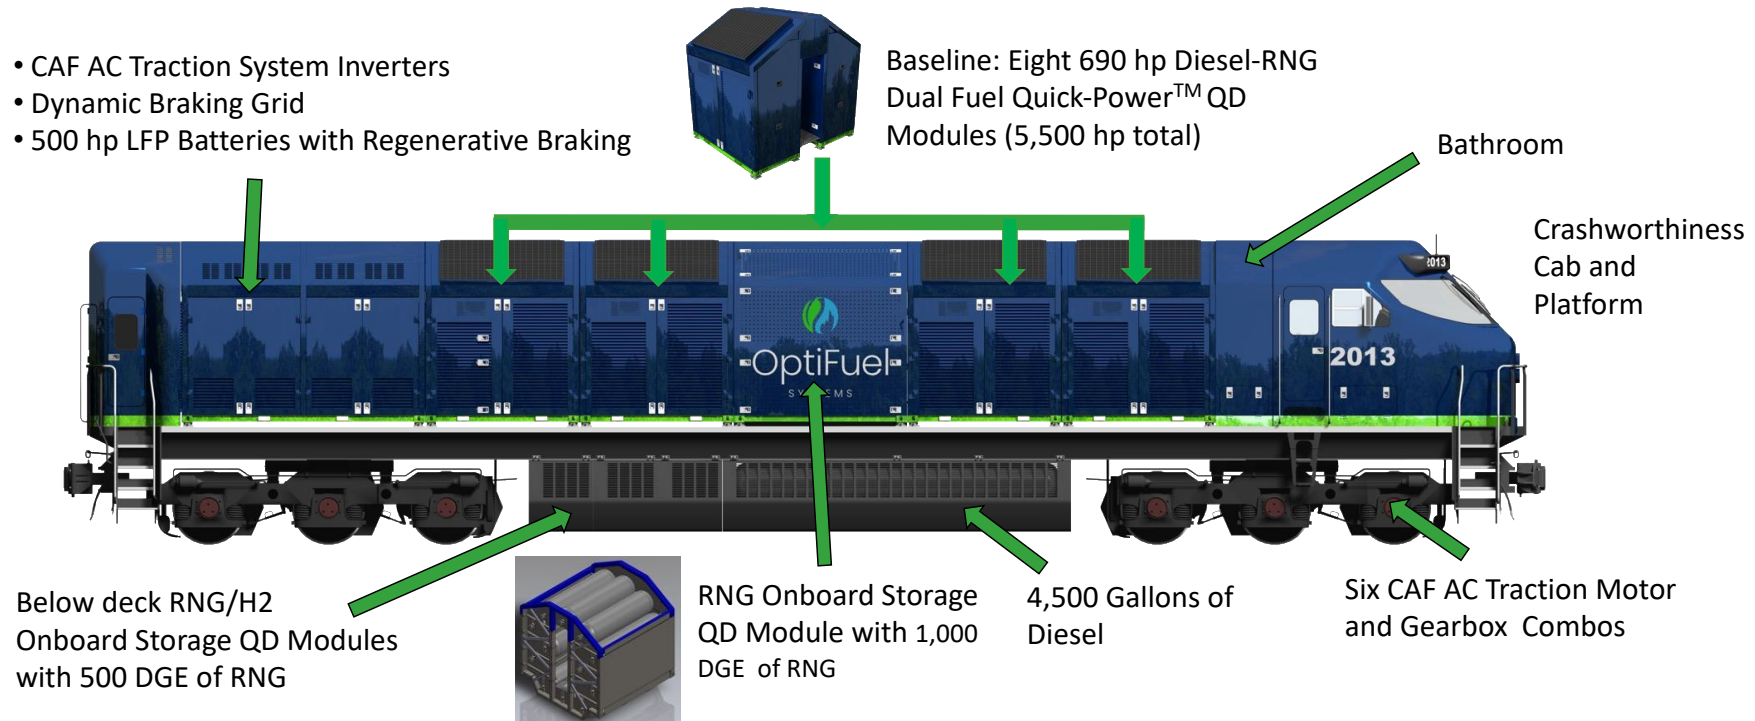 • CAF AC Traction System Inverters
• Dynamic Braking Grid
• 500 hp LFP Batteries with Regenerative Braking
Baseline: Eight 690 hp Diesel-RNG
Dual Fuel Quick-Power™ QD
Modules (5,500 hp total)
Bathroom
Crashworthiness
Cab and
Platform
2013
2013
OptiFuel
SYSTEMS
Below deck RNG/H2
Onboard Storage QD Modules
with 500 DGE of RNG
RNG Onboard Storage
QD Module with 1,000
DGE of RNG
4,500 Gallons of
Diesel
Six CAF AC Traction Motor
and Gearbox Combos